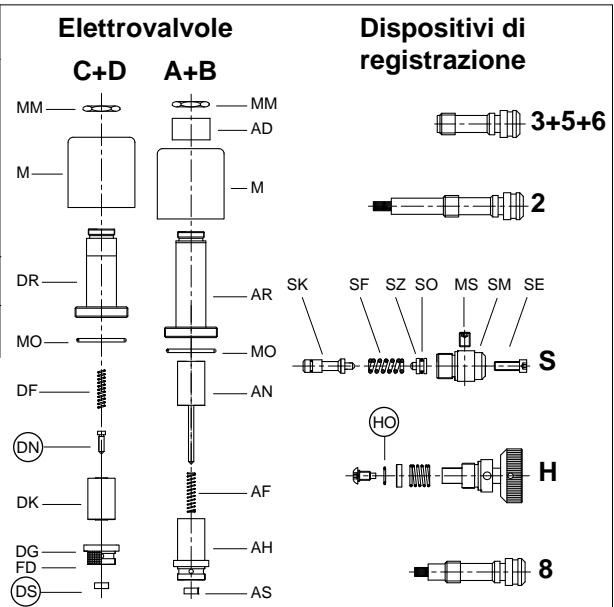 Elettrovalvole
C+D
A+B
MM
M
DR
MO
DF
DN
DK
DG
FD
DS
MM
AD
M
AR
MO
AN
AF
AH
AS
Dispositivi di
registrazione
3+5+6
2
SK SF SZ SO MS SM SE
S
HO
H
8